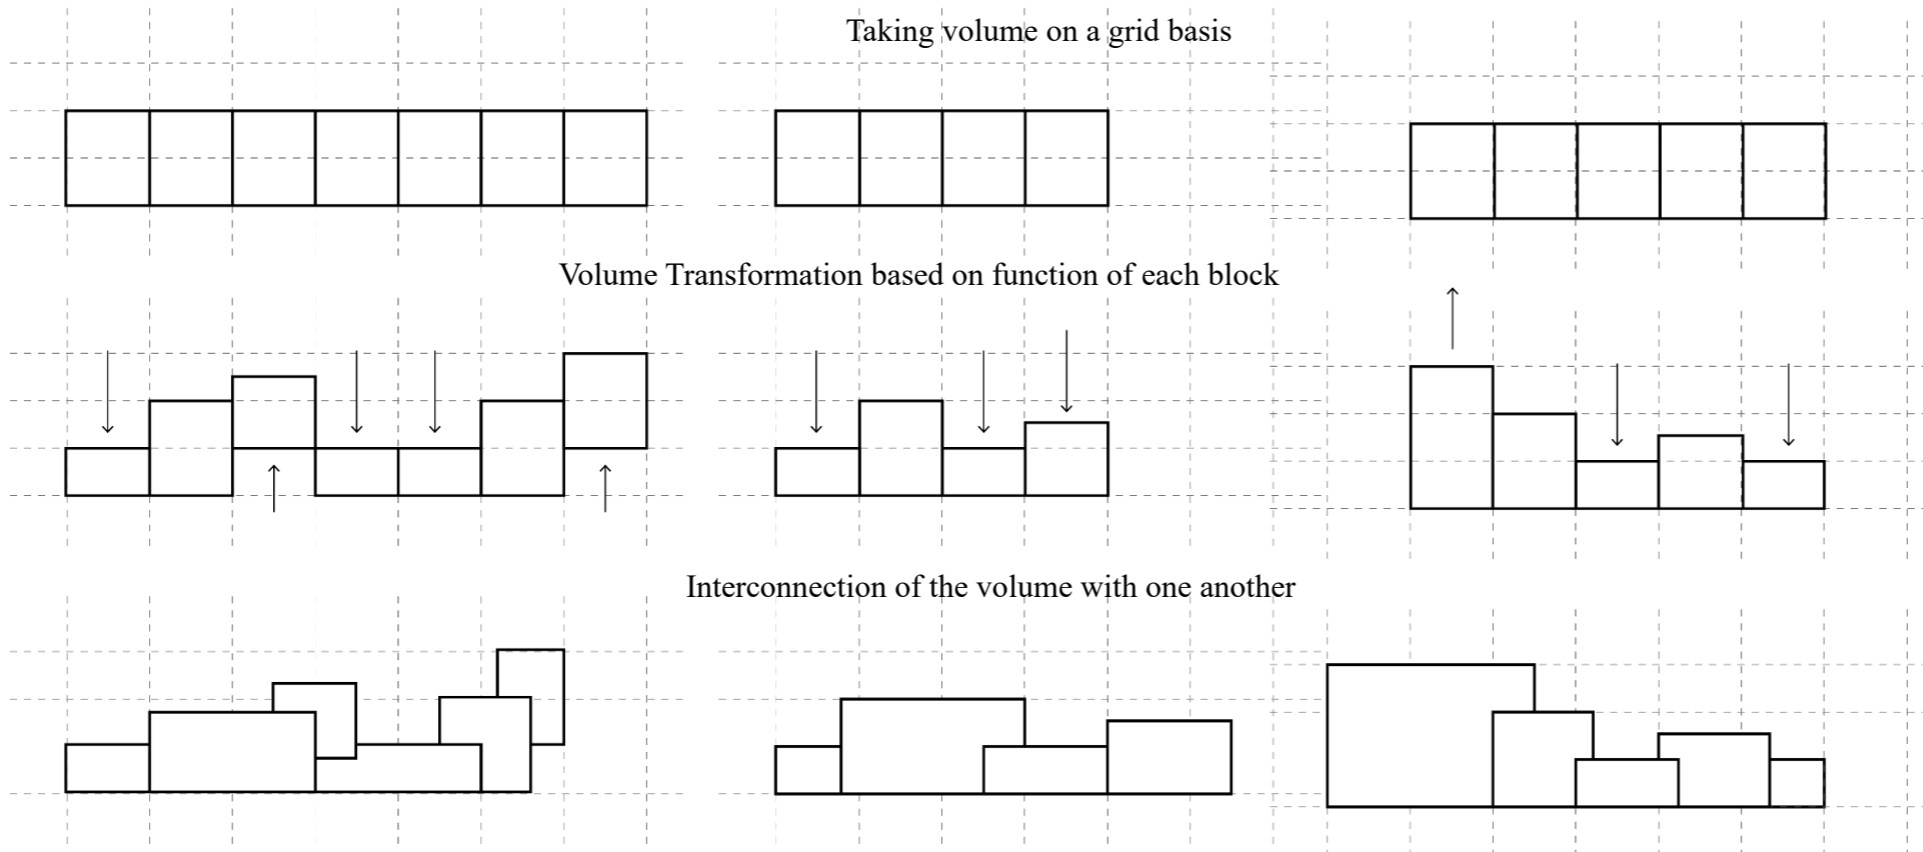 Taking volume on a grid basis
Volume Transformation based on function of each block
Interconnection of the volume with one another